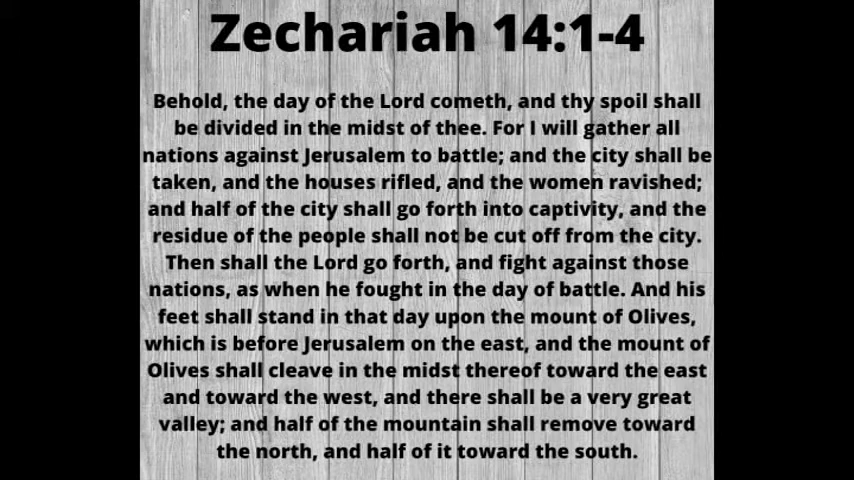 Zechariah 14:1-4
Behold, the day of the Lord cometh, and thy spoil shall
be divided in the midst of thee. For I will gather all
nations against Jerusalem to battle; and the city shall be
taken, and the houses rifled, and the women ravished;
and half of the city shall go forth into captivity, and the
residue of the people shall not be cut off from the city.
Then shall the Lord go forth, and fight against those
nations, as when he fought in the day of battle. And his
feet shall stand in that day upon the mount of Olives,
which is before Jerusalem on the east, and the mount of
Olives shall cleave in the midst thereof toward the east
and toward the west, and there shall be a very great
valley; and half of the mountain shall remove toward
the north, and half of it toward the south.